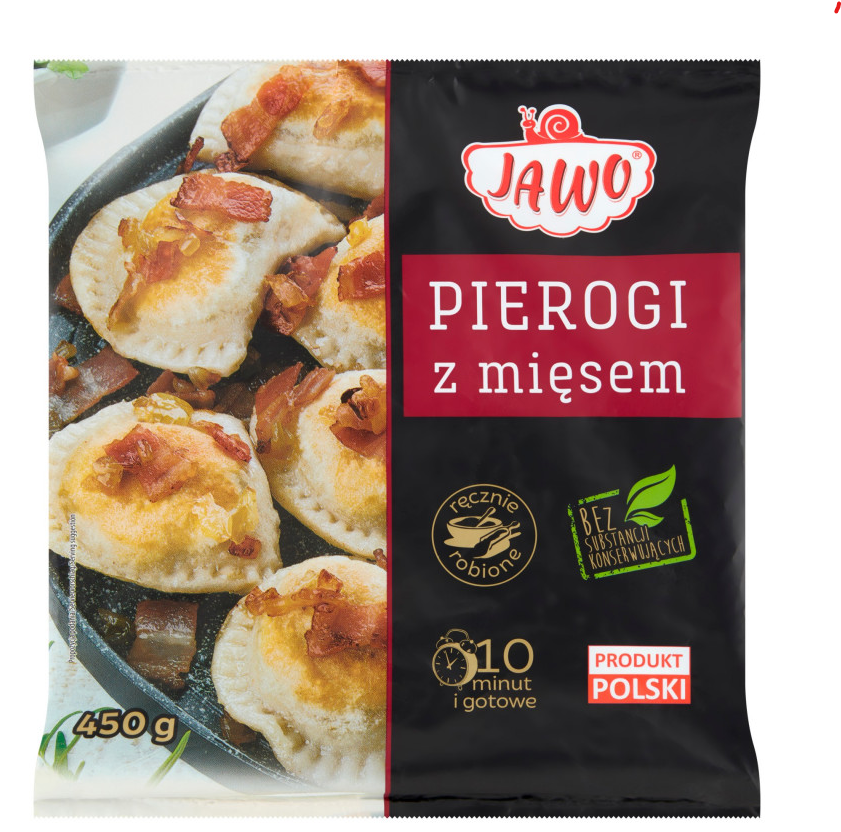 JAWO®
PIEROGI
z mięsem
ręcznie
robione
BEZ
SUBSTANCJI
KONSERWUJĄCYCH
10
minut
i gotowe
PRODUKT
POLSKI
450 g